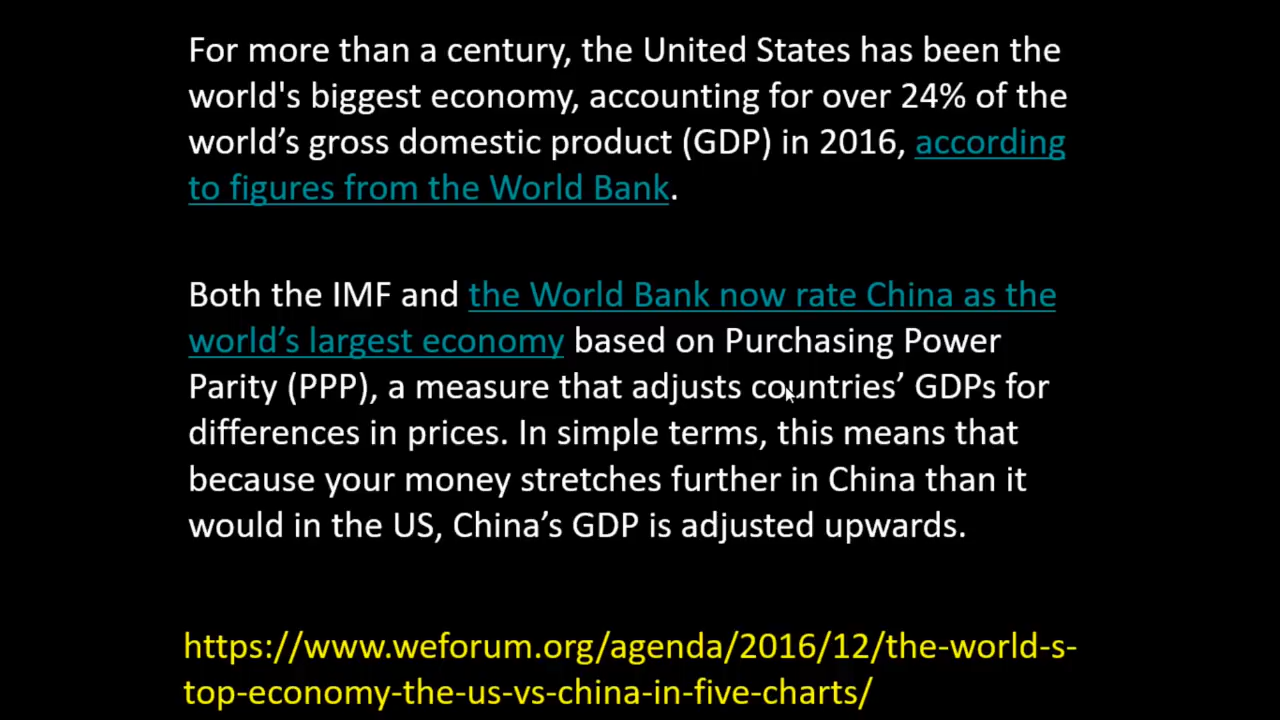 For more than a century, the United States has been the
world's biggest economy, accounting for over 24% of the
world’s gross domestic product (GDP) in 2016, according
to figures from the World Bank.
Both the IMF and the World Bank now rate China as the
world’s largest economy based on Purchasing Power
Parity (PPP), a measure that adjusts countries’ GDPs for
differences in prices. In simple terms, this means that
because your money stretches further in China than it
would in the US, China’s GDP is adjusted upwards.
https://www.weforum.org/agenda/2016/12/the-world-s-
top-economy-the-us-vs-china-in-five-charts/